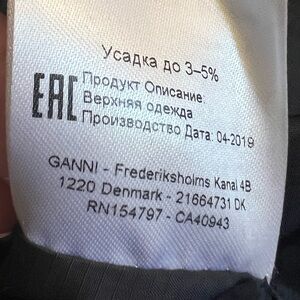 Усадка до 3-5%
EAC
Продукт Описание
Верхняя одежда
Производство Дата: 04-2019
GANNI - Frederiksholms Kanal 4B
1220 Denmark - 21664731 DK
RN154797 - CA40943